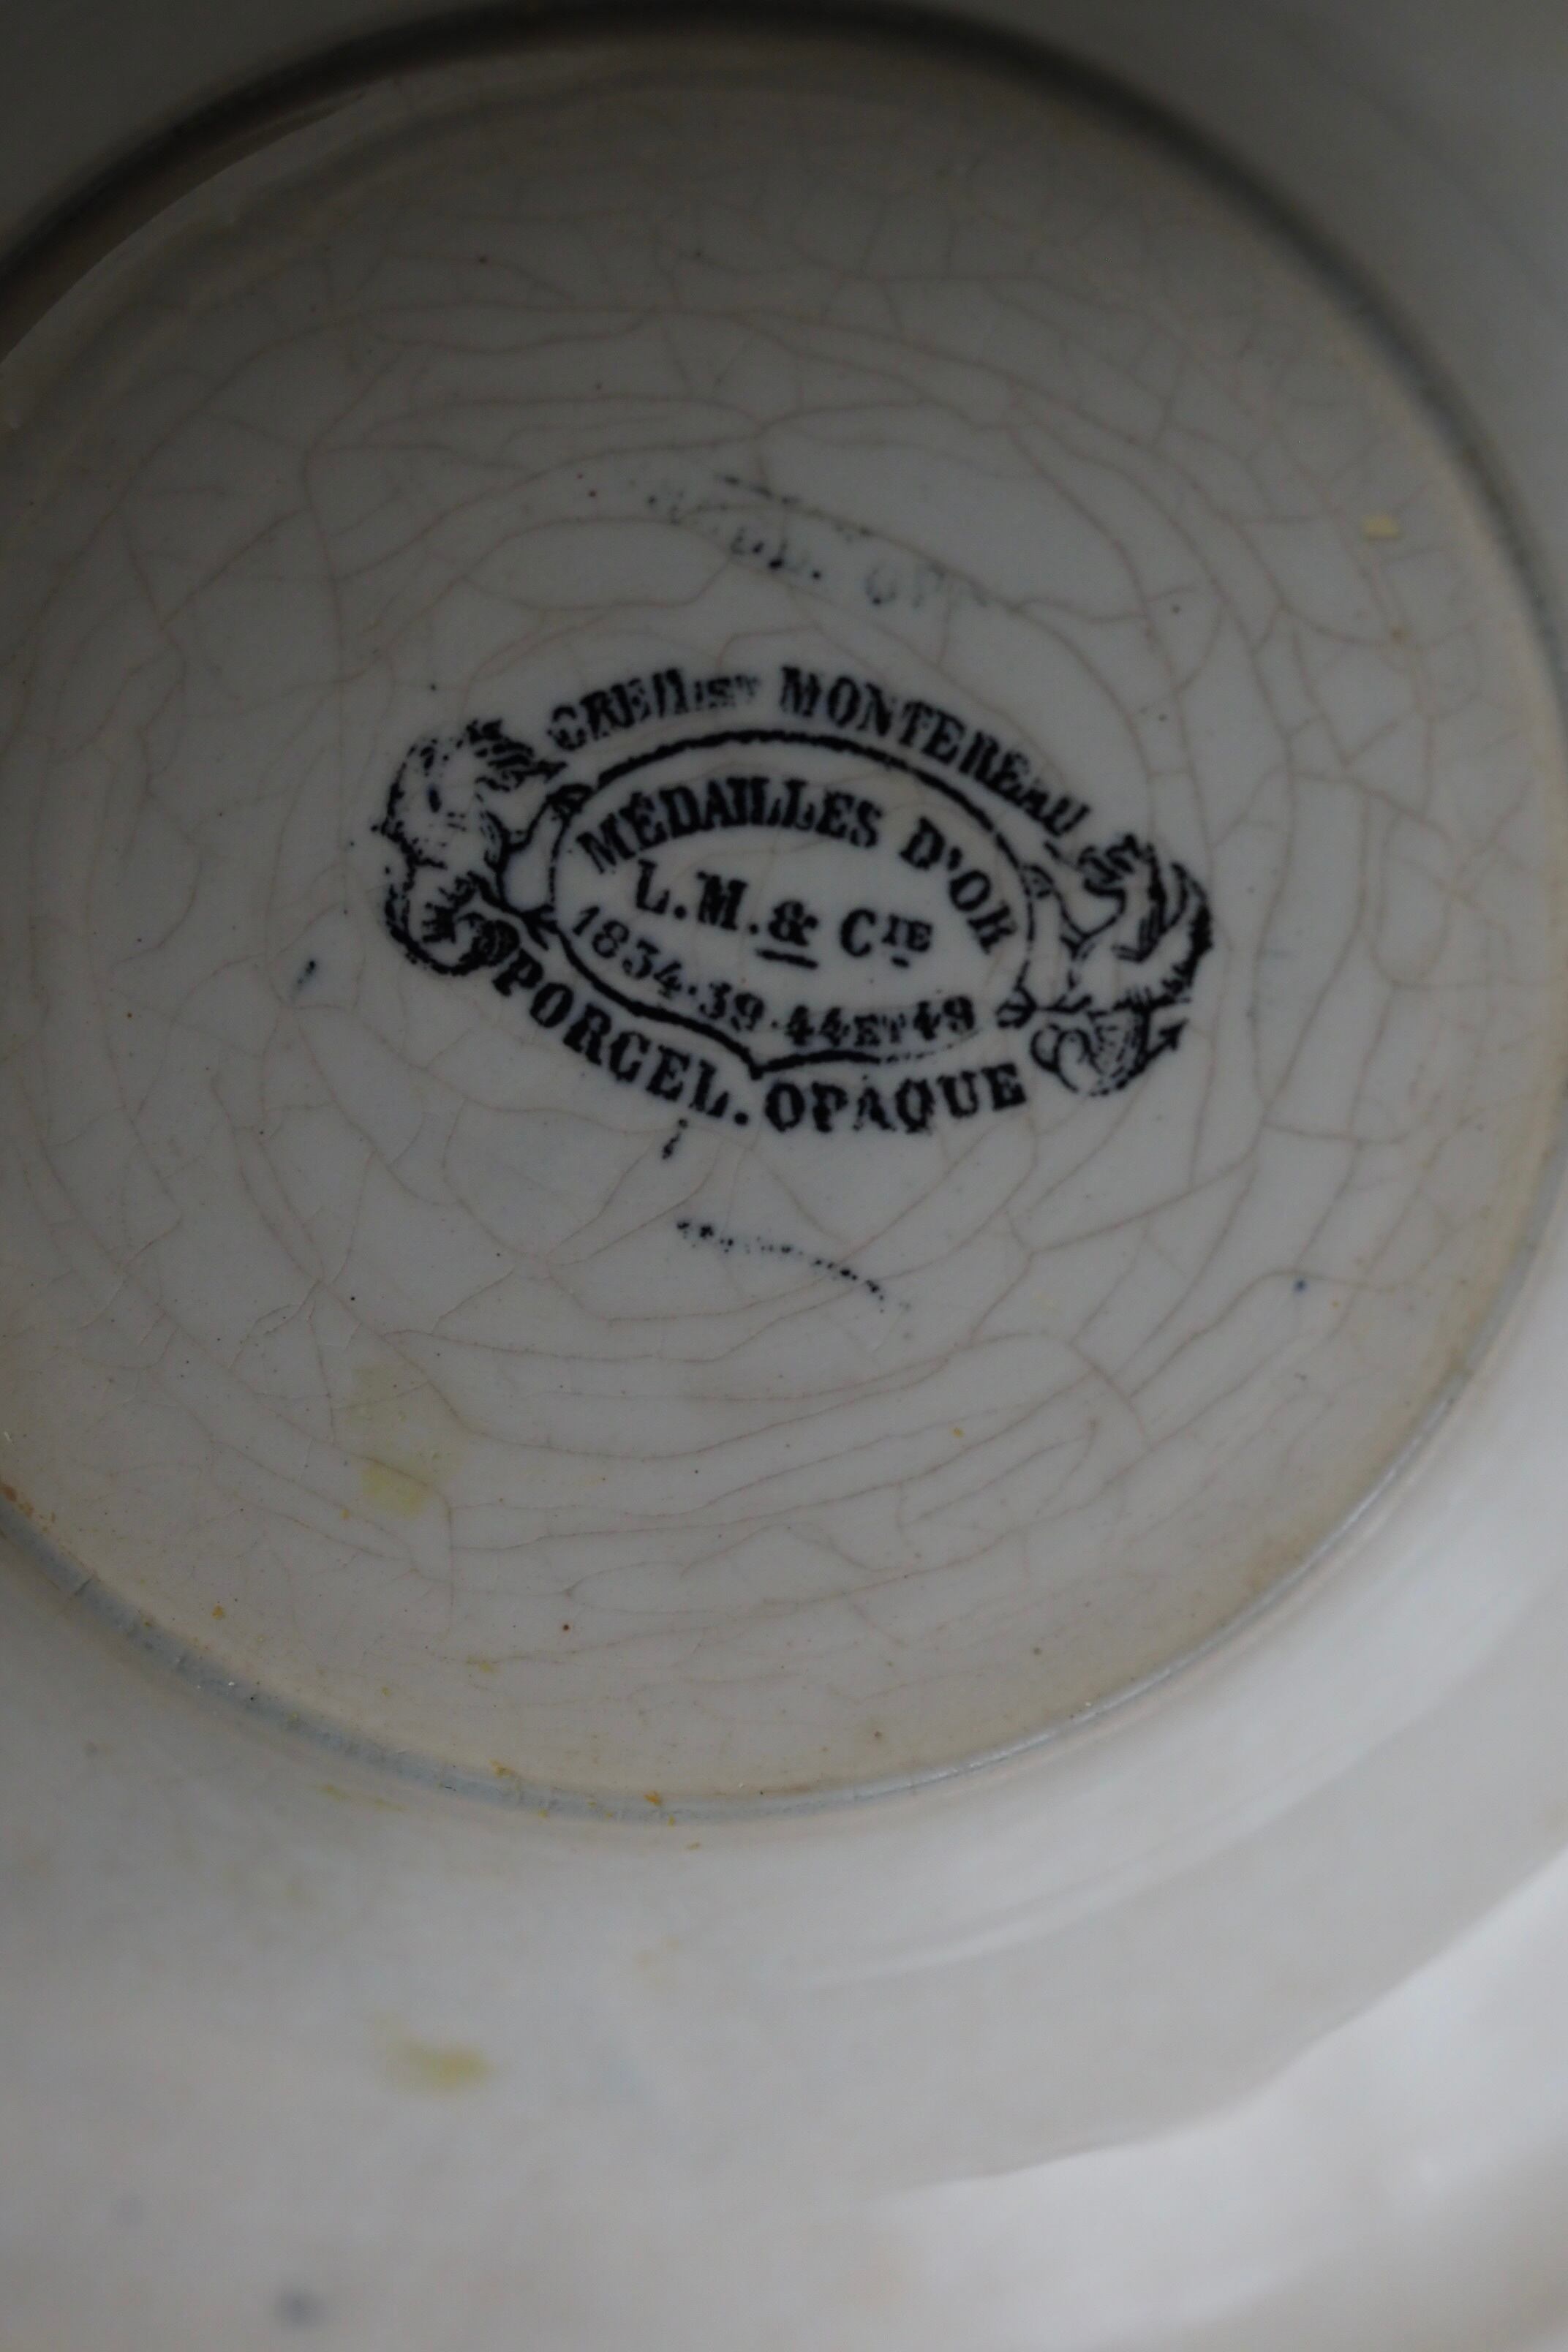 CREIL ET MONTEREAU
MÉDAILLES D'OR
L.M. & CIE
1834·39·44 ET 49
PORCEL. OPAQUE